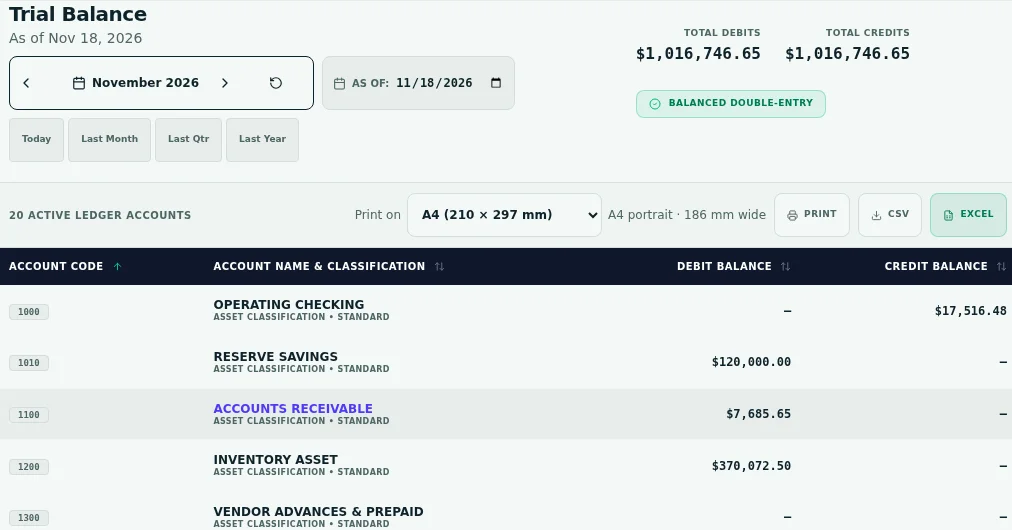 Trial Balance
As of Nov 18, 2026
TOTAL DEBITS TOTAL CREDITS
$1,016,746.65 $1,016,746.65
November 2026
AS OF: 11/18/2026
BALANCED DOUBLE-ENTRY
Today Last Month Last Qtr Last Year
20 ACTIVE LEDGER ACCOUNTS Print on A4 (210 × 297 mm) A4 portrait · 186 mm wide PRINT CSV EXCEL
ACCOUNT CODE ↑ ACCOUNT NAME & CLASSIFICATION ↑↓ DEBIT BALANCE ↑↓ CREDIT BALANCE ↑↓
1000 OPERATING CHECKING – $17,516.48
ASSET CLASSIFICATION • STANDARD
1010 RESERVE SAVINGS $120,000.00 –
ASSET CLASSIFICATION • STANDARD
1100 ACCOUNTS RECEIVABLE $7,685.65 –
ASSET CLASSIFICATION • STANDARD
1200 INVENTORY ASSET $370,072.50 –
ASSET CLASSIFICATION • STANDARD
1300 VENDOR ADVANCES & PREPAID – –
ASSET CLASSIFICATION • STANDARD